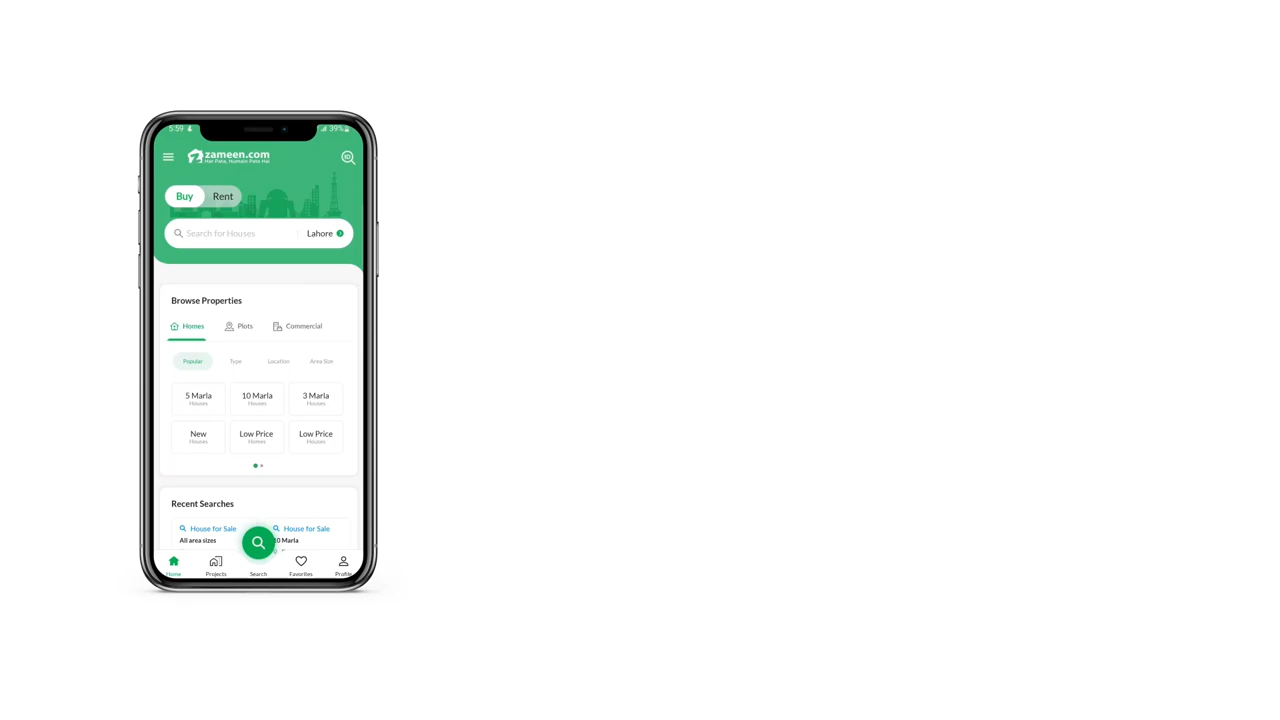 5:59 39%
zameen.com
Har Pata, Humain Pata Hai
ID
Buy Rent
Search for Houses Lahore
Browse Properties
Homes Plots Commercial
Popular Type Location Area Size
5 Marla 10 Marla 3 Marla
Houses Houses Houses
New Low Price Low Price
Houses Homes Houses
Recent Searches
House for Sale House for Sale
All area sizes 10 Marla
Home Projects Search Favorites Profile